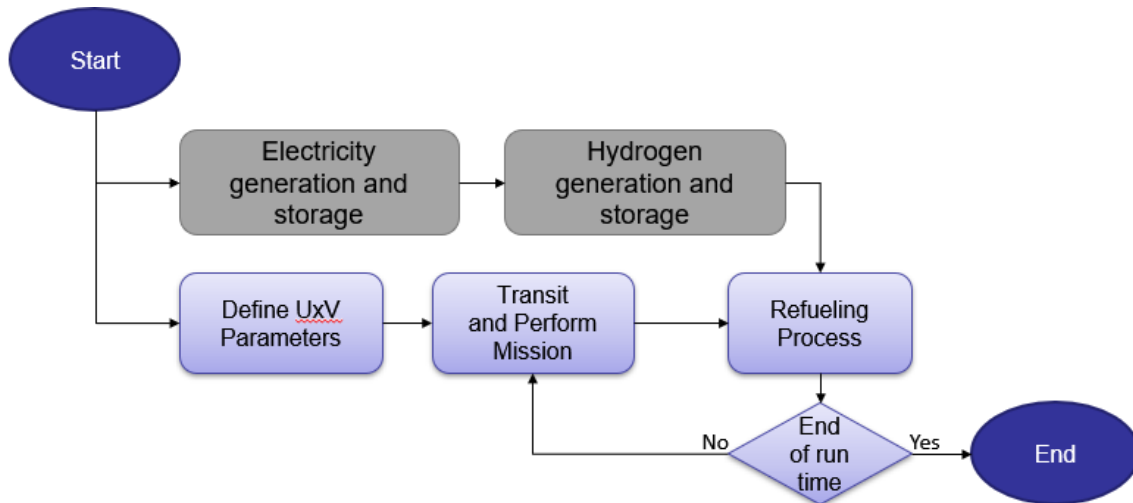 Start
Electricity
generation and
storage
Hydrogen
generation and
storage
Define UxV
Parameters
Transit
and Perform
Mission
Refueling
Process
End
of run
time
No
Yes
End